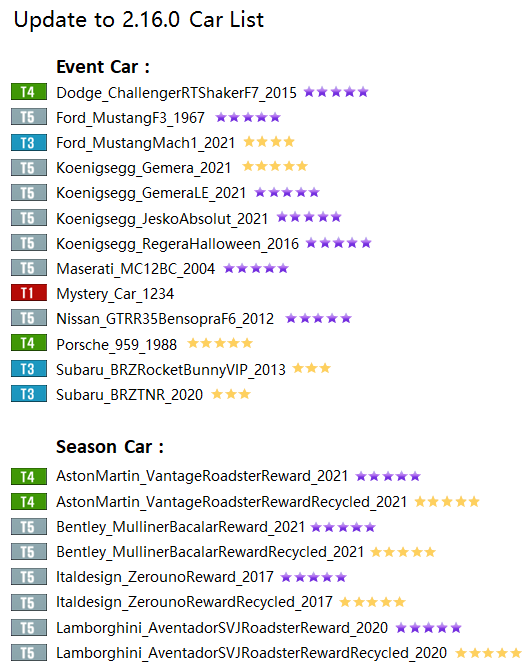 Update to 2.16.0 Car List
Event Car :
T4 Dodge_ChallengerRTShakerF7_2015
T5 Ford_MustangF3_1967
T3 Ford_MustangMach1_2021
T5 Koenigsegg_Gemera_2021
T5 Koenigsegg_GemeraLE_2021
T5 Koenigsegg_JeskoAbsolut_2021
T5 Koenigsegg_RegeraHalloween_2016
T5 Maserati_MC12BC_2004
T1 Mystery_Car_1234
T5 Nissan_GTRR35BensopraF6_2012
T4 Porsche_959_1988
T3 Subaru_BRZRocketBunnyVIP_2013
T3 Subaru_BRZTNR_2020
Season Car :
T4 AstonMartin_VantageRoadsterReward_2021
T4 AstonMartin_VantageRoadsterRewardRecycled_2021
T5 Bentley_MullinerBacalarReward_2021
T5 Bentley_MullinerBacalarRewardRecycled_2021
T5 Italdesign_ZerounoReward_2017
T5 Italdesign_ZerounoRewardRecycled_2017
T5 Lamborghini_AventadorSVJRoadsterReward_2020
T5 Lamborghini_AventadorSVJRoadsterRewardRecycled_2020